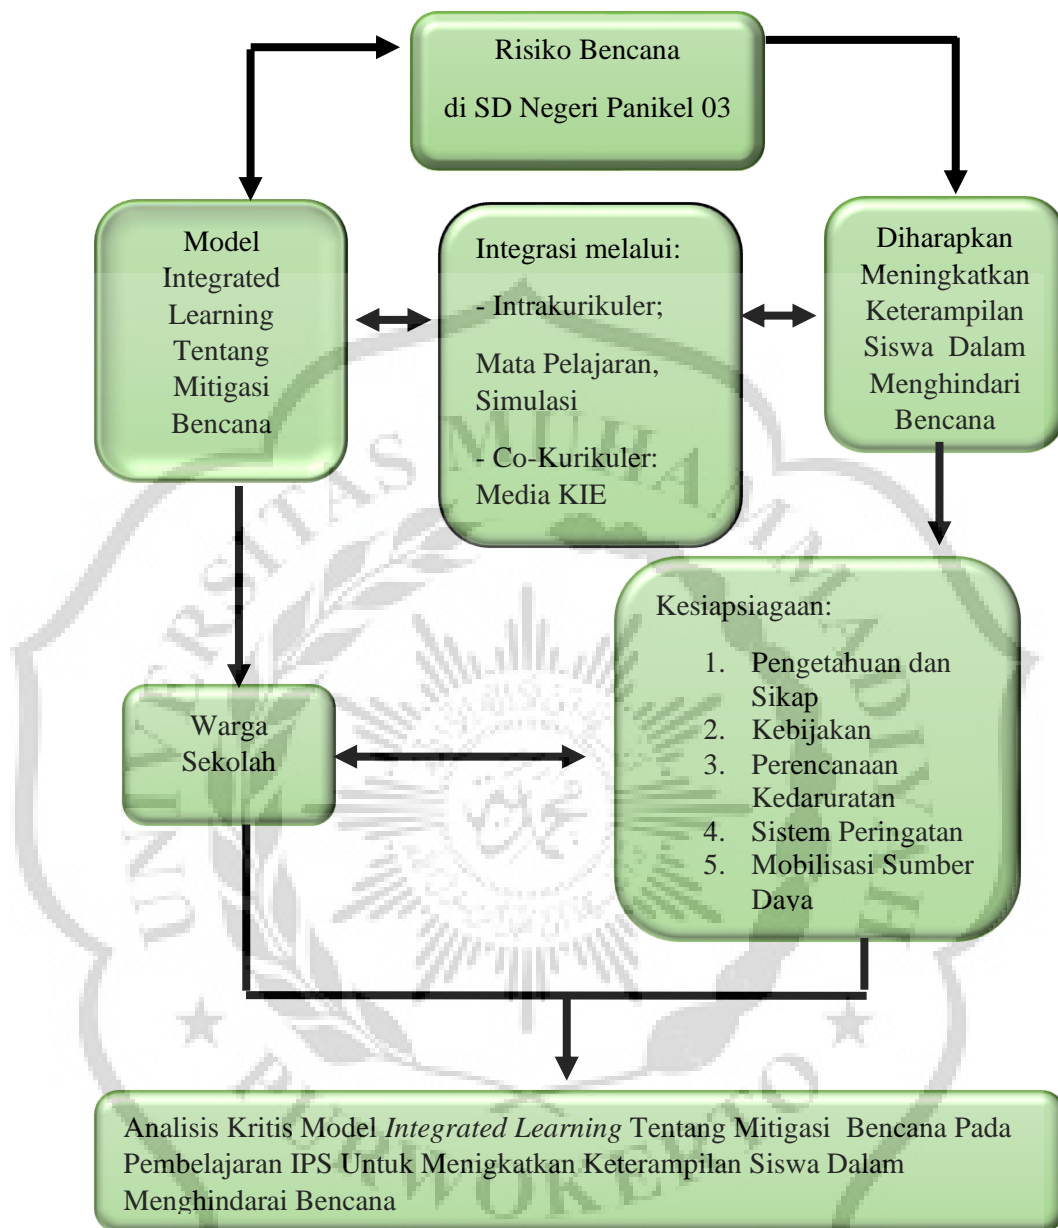 Risiko Bencana
di SD Negeri Panikel 03
Model
Integrated
Learning
Tentang
Mitigasi
Bencana
Integrasi melalui:
- Intrakurikuler;
Mata Pelajaran,
Simulasi
- Co-Kurikuler:
Media KIE
Diharapkan
Meningkatkan
Keterampilan
Siswa Dalam
Menghindari
Bencana
Warga
Sekolah
Kesiapsiagaan:
1. Pengetahuan dan
Sikap
2. Kebijakan
3. Perencanaan
Kedaruratan
4. Sistem Peringatan
5. Mobilisasi Sumber
Daya
Analisis Kritis Model Integrated Learning Tentang Mitigasi Bencana Pada
Pembelajaran IPS Untuk Menigkatkan Keterampilan Siswa Dalam
Menghindarai Bencana
UNIVERSITAS MUHAMMADIYAH
PURWOKERTO